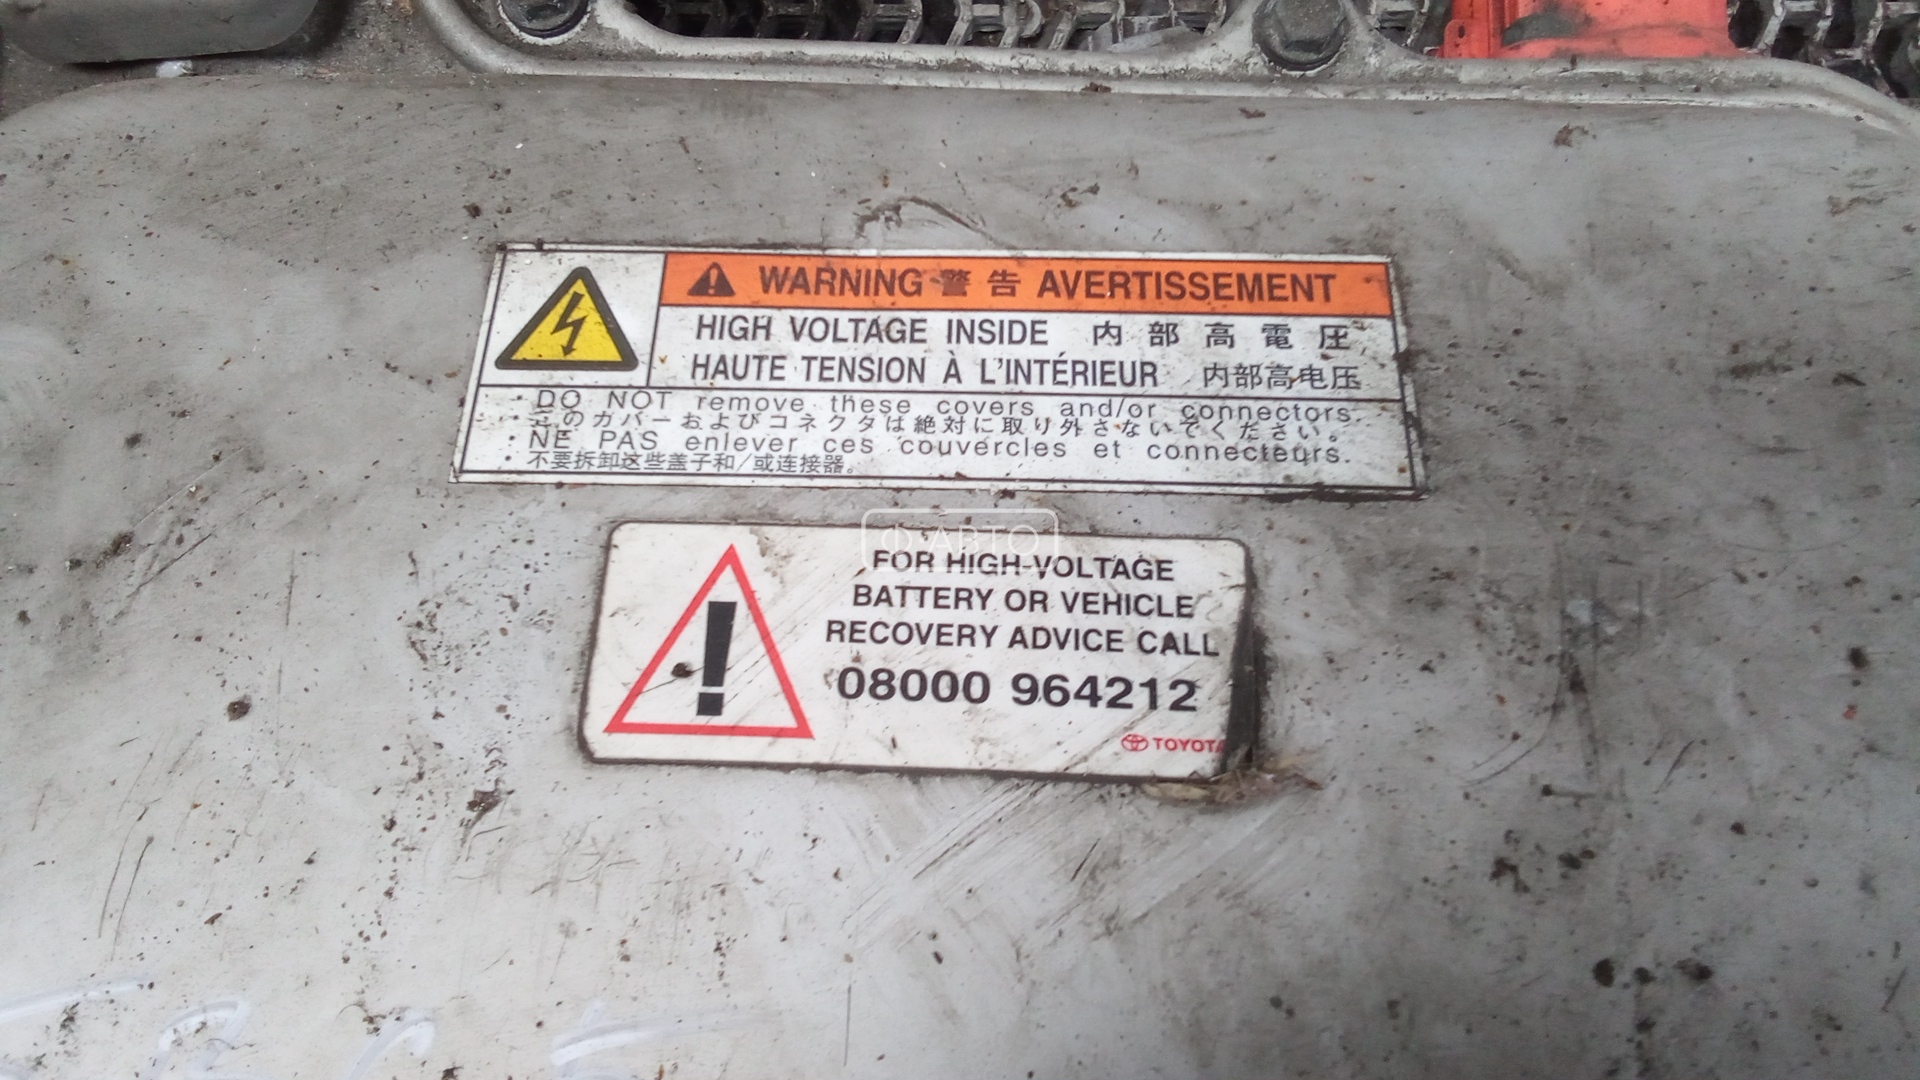 WARNING 警告 AVERTISSEMENT
HIGH VOLTAGE INSIDE 内部高電圧
HAUTE TENSION À L'INTÉRIEUR 内部高电压
・DO NOT remove these covers and/or connectors.
・このカバーおよびコネクタは絶対に取り外さないでください。
・NE PAS enlever ces couvercles et connecteurs.
・不要拆卸这些盖子和/或连接器。
Ф-АВТО
FOR HIGH-VOLTAGE
BATTERY OR VEHICLE
RECOVERY ADVICE CALL
08000 964212
TOYOTA